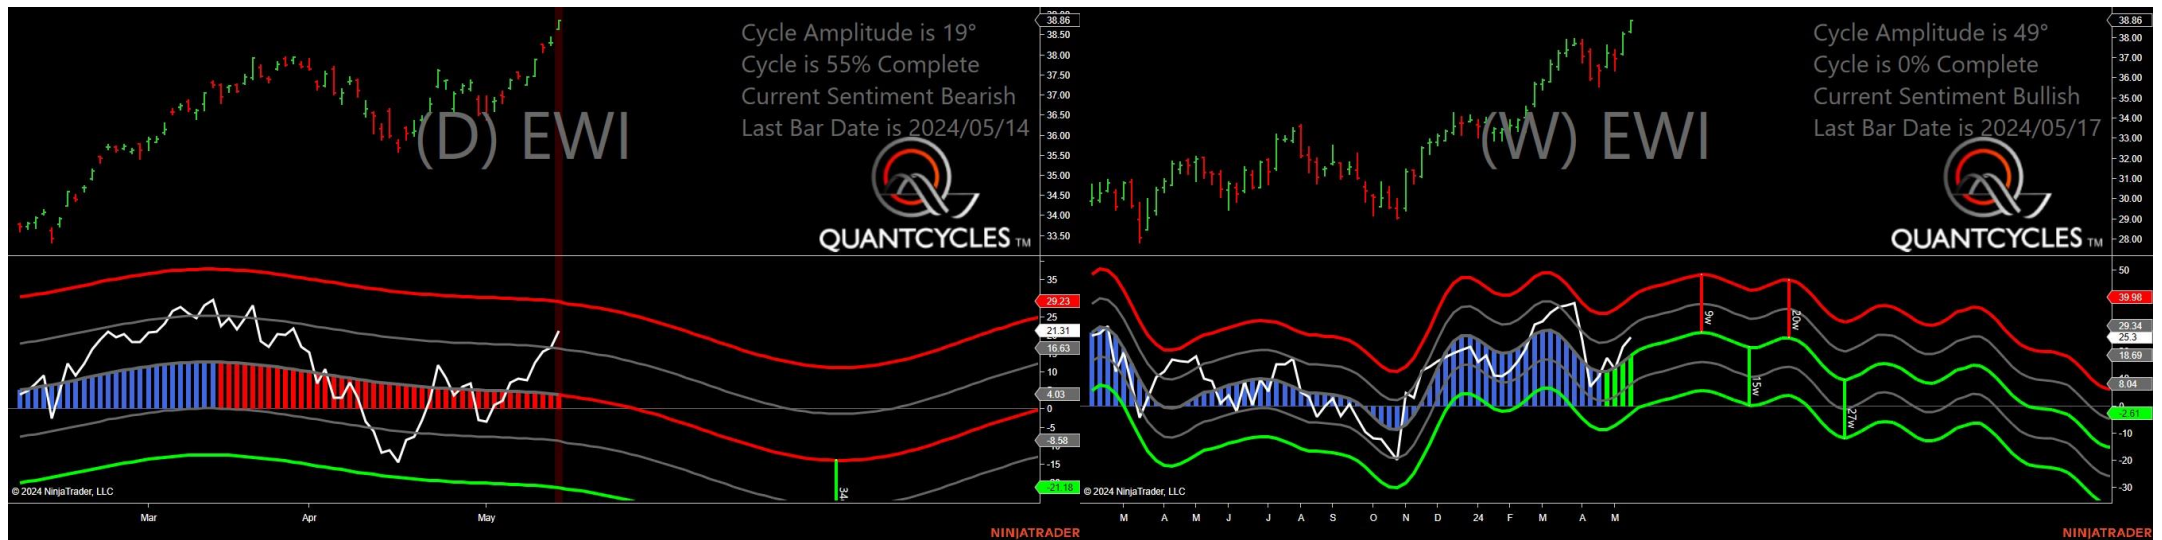 Cycle Amplitude is 19°
Cycle is 55% Complete
Current Sentiment Bearish
Last Bar Date is 2024/05/14
(D) EWI
QUANTCYCLES TM
38.86
38.50
38.00
37.50
37.00
36.50
36.00
35.50
35.00
34.50
34.00
33.50
35
29.23
25
21.31
16.63
10
4.03
0
-5
-8.58
-15
-21.18
34
© 2024 NinjaTrader, LLC
Mar
Apr
May
NINJATRADER
Cycle Amplitude is 49°
Cycle is 0% Complete
Current Sentiment Bullish
Last Bar Date is 2024/05/17
(W) EWI
QUANTCYCLES TM
38.86
38.00
37.00
36.00
35.00
34.00
33.00
32.00
31.00
30.00
29.00
28.00
50
39.98
29.34
25.3
18.69
8.04
-2.61
-10
-20
-30
9w
20w
15w
27w
© 2024 NinjaTrader, LLC
M A M J J A S O N D 24 F M A M
NINJATRADER